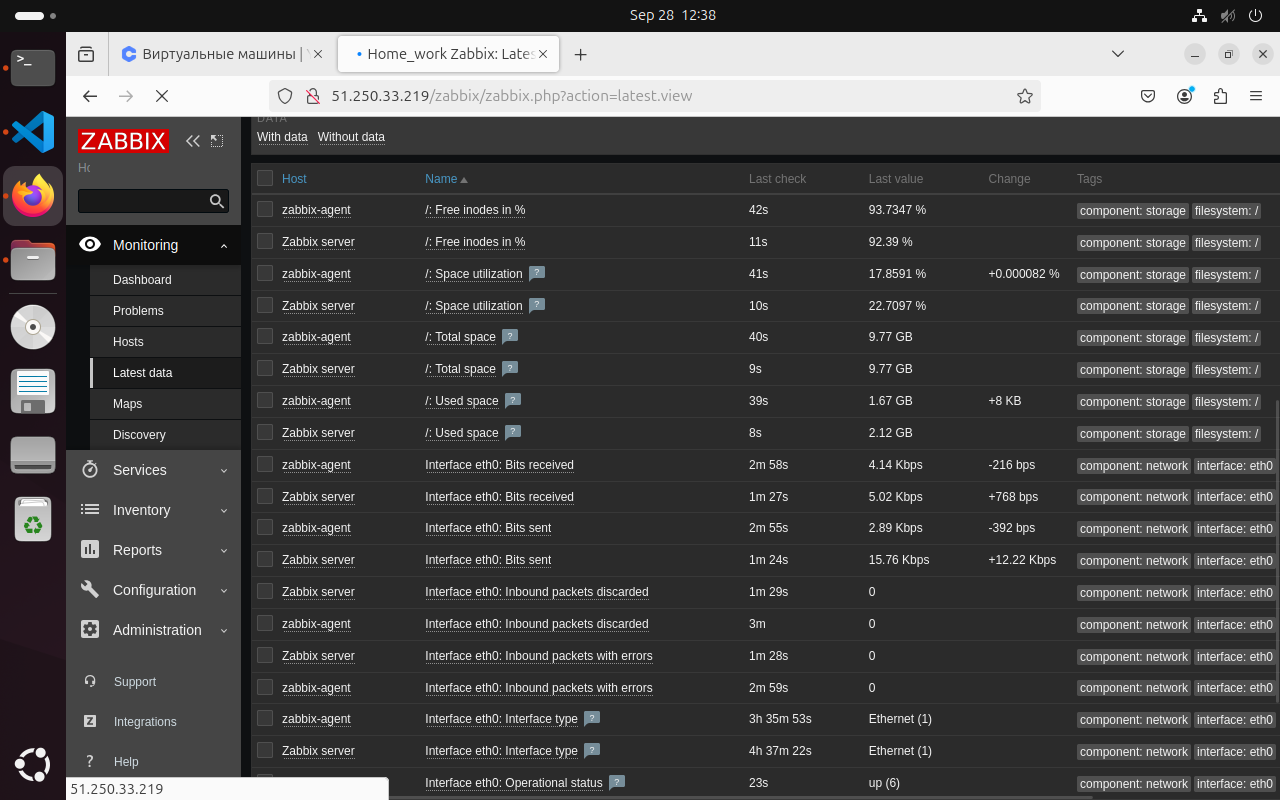 Sep 28 12:38
Виртуальные машины |
Home_work Zabbix: Lates
51.250.33.219/zabbix/zabbix.php?action=latest.view
ZABBIX
DATA
With data Without data
Host Name Last check Last value Change Tags
zabbix-agent /: Free inodes in % 42s 93.7347 % component: storage filesystem: /
Zabbix server /: Free inodes in % 11s 92.39 % component: storage filesystem: /
zabbix-agent /: Space utilization ? 41s 17.8591 % +0.000082 % component: storage filesystem: /
Zabbix server /: Space utilization ? 10s 22.7097 % component: storage filesystem: /
zabbix-agent /: Total space ? 40s 9.77 GB component: storage filesystem: /
Zabbix server /: Total space ? 9s 9.77 GB component: storage filesystem: /
zabbix-agent /: Used space ? 39s 1.67 GB +8 KB component: storage filesystem: /
Zabbix server /: Used space ? 8s 2.12 GB component: storage filesystem: /
zabbix-agent Interface eth0: Bits received 2m 58s 4.14 Kbps -216 bps component: network interface: eth0
Zabbix server Interface eth0: Bits received 1m 27s 5.02 Kbps +768 bps component: network interface: eth0
zabbix-agent Interface eth0: Bits sent 2m 55s 2.89 Kbps -392 bps component: network interface: eth0
Zabbix server Interface eth0: Bits sent 1m 24s 15.76 Kbps +12.22 Kbps component: network interface: eth0
Zabbix server Interface eth0: Inbound packets discarded 1m 29s 0 component: network interface: eth0
zabbix-agent Interface eth0: Inbound packets discarded 3m 0 component: network interface: eth0
Zabbix server Interface eth0: Inbound packets with errors 1m 28s 0 component: network interface: eth0
zabbix-agent Interface eth0: Inbound packets with errors 2m 59s 0 component: network interface: eth0
zabbix-agent Interface eth0: Interface type ? 3h 35m 53s Ethernet (1) component: network interface: eth0
Zabbix server Interface eth0: Interface type ? 4h 37m 22s Ethernet (1) component: network interface: eth0
Interface eth0: Operational status ? 23s up (6) component: network interface: eth0
Monitoring
Dashboard
Problems
Hosts
Latest data
Maps
Discovery
Services
Inventory
Reports
Configuration
Administration
Support
Z Integrations
? Help
51.250.33.219